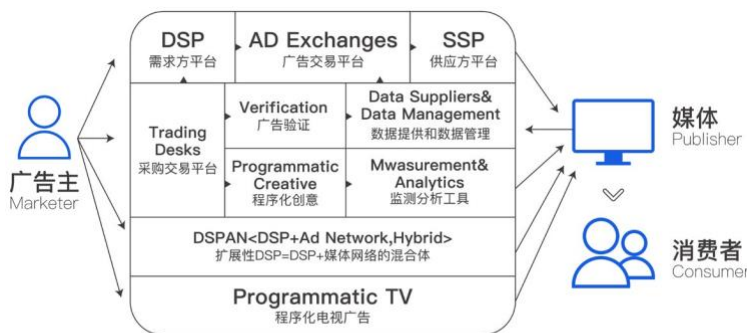 DSP
需求方平台
AD Exchanges
广告交易平台
SSP
供应方平台
Trading
Desks
采购交易平台
Verification
广告验证
Data Suppliers&
Data Management
数据提供和数据管理
Programmatic
Creative
程序化创意
Mwasurement&
Analytics
监测分析工具
DSPAN<DSP+Ad Network,Hybrid>
扩展性DSP=DSP+媒体网络的混合体
Programmatic TV
程序化电视广告
广告主
Marketer
媒体
Publisher
消费者
Consumer